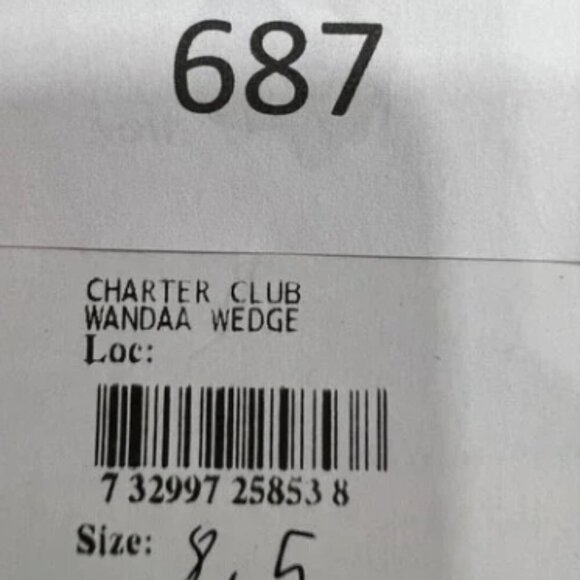 687
CHARTER CLUB
WANDAA WEDGE
Loc:
7 32997 25853 8
Size: 8.5